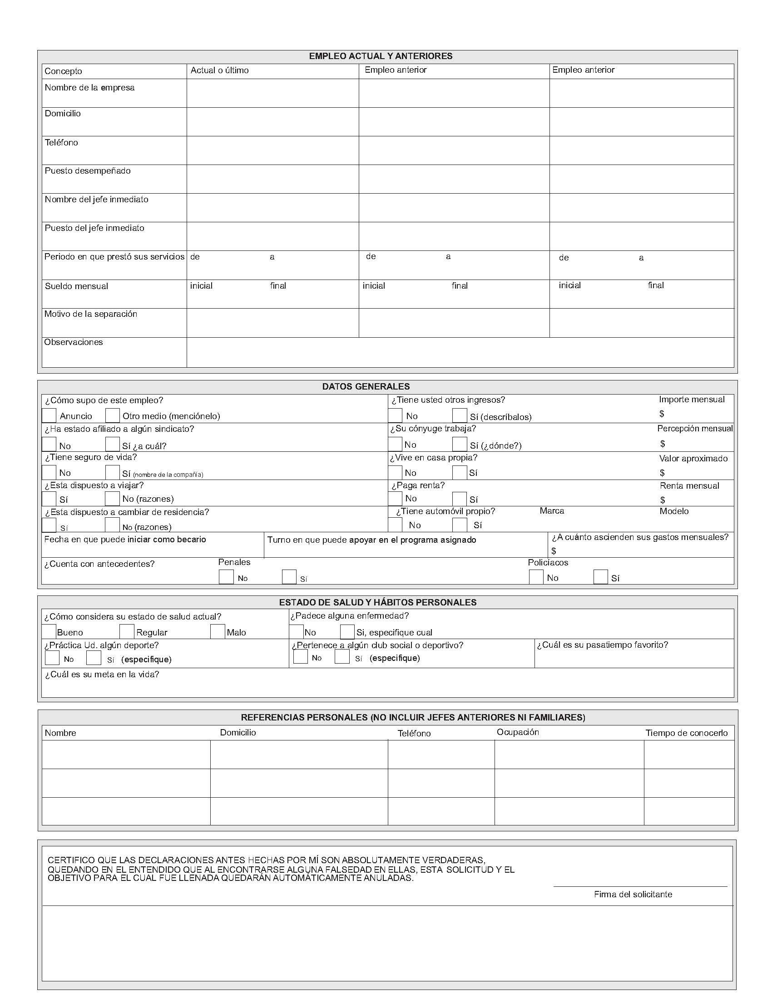 EMPLEO ACTUAL Y ANTERIORES
Concepto Actual o último Empleo anterior Empleo anterior
Nombre de la empresa
Domicilio
Teléfono
Puesto desempeñado
Nombre del jefe inmediato
Puesto del jefe inmediato
Periodo en que prestó sus servicios de a de a de a
Sueldo mensual inicial final inicial final inicial final
Motivo de la separación
Observaciones
DATOS GENERALES
¿Cómo supo de este empleo? ¿Tiene usted otros ingresos? Importe mensual
Anuncio Otro medio (menciónelo) No Sí (descríbalos) $
¿Ha estado afiliado a algún sindicato? ¿Su cónyuge trabaja? Percepción mensual
No Sí ¿a cuál? No Sí (¿dónde?) $
¿Tiene seguro de vida? ¿Vive en casa propia? Valor aproximado
No Sí (nombre de la compañía) No Sí $
¿Esta dispuesto a viajar? ¿Paga renta? Renta mensual
Sí No (razones) No Sí $
¿Esta dispuesto a cambiar de residencia? ¿Tiene automóvil propio? Marca Modelo
Sí No (razones) No Sí
Fecha en que puede iniciar como becario Turno en que puede apoyar en el programa asignado ¿A cuánto ascienden sus gastos mensuales?
$
¿Cuenta con antecedentes? Penales Policíacos
No Sí No Sí
ESTADO DE SALUD Y HÁBITOS PERSONALES
¿Cómo considera su estado de salud actual? ¿Padece alguna enfermedad?
Bueno Regular Malo No Si, especifique cual
¿Práctica Ud. algún deporte? ¿Pertenece a algún club social o deportivo? ¿Cuál es su pasatiempo favorito?
No Sí (especifique) No Sí (especifique)
¿Cuál es su meta en la vida?
REFERENCIAS PERSONALES (NO INCLUIR JEFES ANTERIORES NI FAMILIARES)
Nombre Domicilio Teléfono Ocupación Tiempo de conocerlo
CERTIFICO QUE LAS DECLARACIONES ANTES HECHAS POR MÍ SON ABSOLUTAMENTE VERDADERAS,
QUEDANDO EN EL ENTENDIDO QUE AL ENCONTRARSE ALGUNA FALSEDAD EN ELLAS, ESTA SOLICITUD Y EL
OBJETIVO PARA EL CUAL FUE LLENADA QUEDARÁN AUTOMÁTICAMENTE ANULADAS.
Firma del solicitante